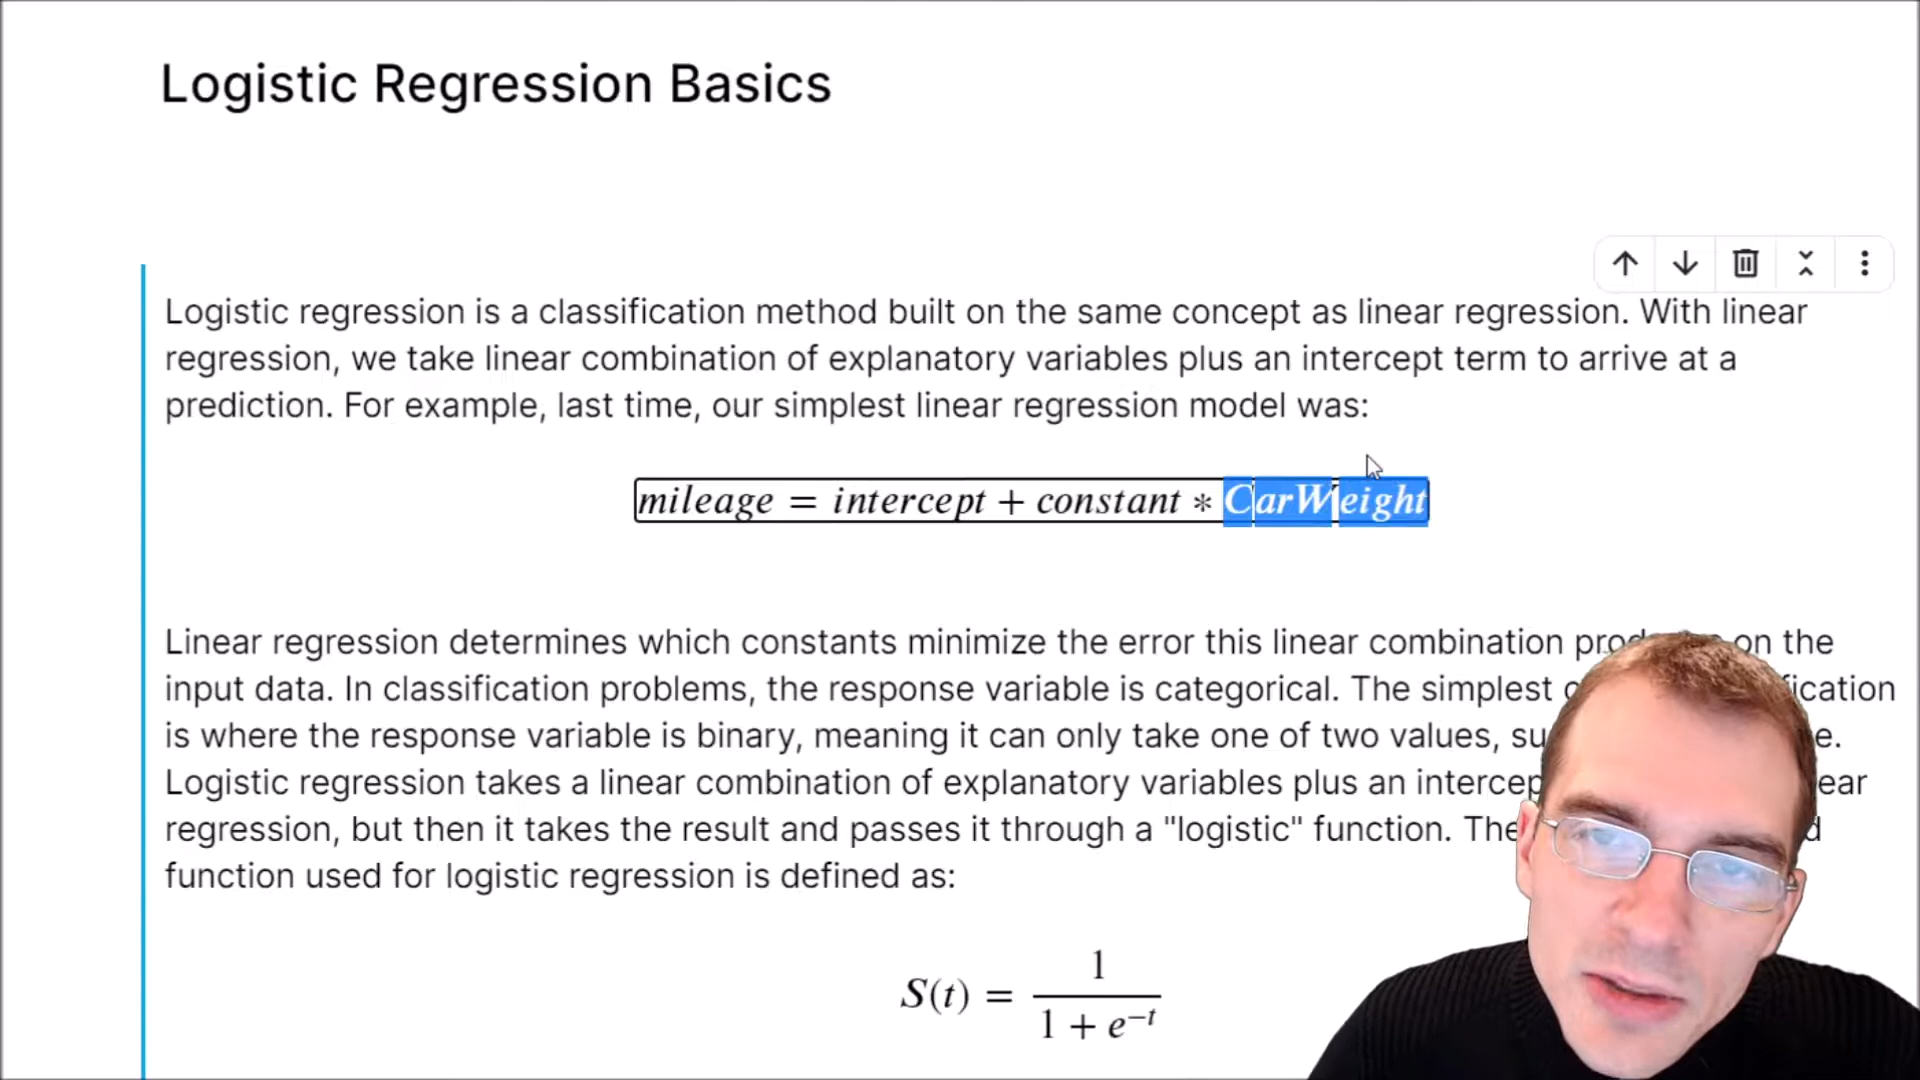 Logistic Regression Basics
Logistic regression is a classification method built on the same concept as linear regression. With linear
regression, we take linear combination of explanatory variables plus an intercept term to arrive at a
prediction. For example, last time, our simplest linear regression model was:
mileage = intercept + constant * CarWeight
Linear regression determines which constants minimize the error this linear combination on the
input data. In classification problems, the response variable is categorical. The simplest
is where the response variable is binary, meaning it can only take one of two values,
Logistic regression takes a linear combination of explanatory variables plus an
regression, but then it takes the result and passes it through a "logistic" function.
function used for logistic regression is defined as:
S(t) = 1 / (1 + e^-t)